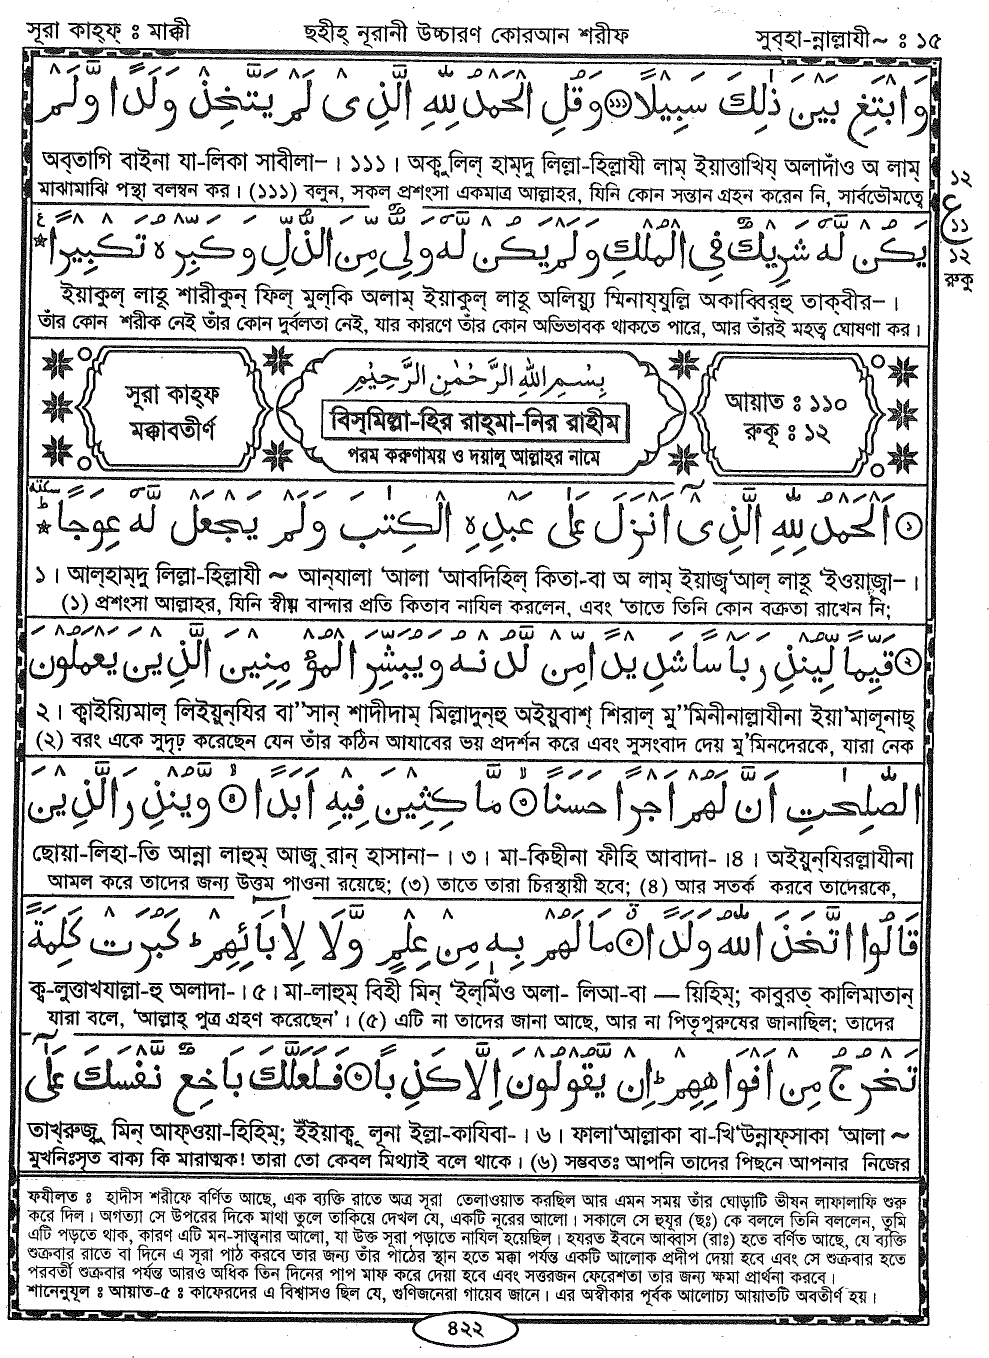 সূরা কাহ্ফ্ ঃ মাক্কী ছহীহ্ নূরানী উচ্চারণ কোরআন শরীফ সুব্হা-ন্নাল্লাযী~ ঃ ১৫
وَابْتَغِ بَيْنَ ذٰلِكَ سَبِيْلًا ﴿١١١﴾ وَقُلِ الْحَمْدُ لِلّٰهِ الَّذِىْ لَمْ يَتَّخِذْ وَلَدًا وَّلَمْ
অব্তাগি বাইনা যা-লিকা সাবীলা–। ১১১। অক্বুলিল্ হাম্দু লিল্লা-হিল্লাযী লাম্ ইয়াত্তাখিয্ অলাদাঁও অ লাম্
মাঝামাঝি পন্থা বলম্বন কর। (১১১) বলুন, সকল প্রশংসা একমাত্র আল্লাহর, যিনি কোন সন্তান গ্রহন করেন নি, সার্বভৌমত্বে
১২
ع
১১
১২
রুকু
يَكُنْ لَّهٗ شَرِيْكٌ فِى الْمُلْكِ وَلَمْ يَكُنْ لَّهٗ وَلِىٌّ مِّنَ الذُّلِّ وَكَبِّرْهُ تَكْبِيْرًا
ইয়াকুল্ লাহূ শারীকুন্ ফিল্ মুল্কি অলাম্ ইয়াকুল্ লাহূ অলিয়্যু ম্মিনায্যুল্লি অকাব্বির্হু তাক্বীর–।
তাঁর কোন শরীক নেই তাঁর কোন দুর্বলতা নেই, যার কারণে তাঁর কোন অভিভাবক থাকতে পারে, আর তাঁরই মহত্ব ঘোষণা কর।
সূরা কাহ্ফ
মক্কাবতীর্ণ
بِسْمِ اللّٰهِ الرَّحْمٰنِ الرَّحِيْمِ
বিস্মিল্লা-হির রাহ্মা-নির রাহীম
পরম করুণাময় ও দয়ালু আল্লাহর নামে
আয়াত ঃ ১১০
রুকূ ঃ ১২
﴿١﴾ اَلْحَمْدُ لِلّٰهِ الَّذِىْٓ اَنْزَلَ عَلٰى عَبْدِهِ الْكِتٰبَ وَلَمْ يَجْعَلْ لَّهٗ عِوَجًا ط سكته
১। আল্হাম্দু লিল্লা-হিল্লাযী ~ আন্যালা 'আলা 'আবদিহিল্ কিতা-বা অ লাম্ ইয়াজ্ব'আল্ লাহূ 'ইওয়াজ্বা–।
(১) প্রশংসা আল্লাহর, যিনি স্বীয় বান্দার প্রতি কিতাব নাযিল করলেন, এবং 'তাতে তিনি কোন বক্রতা রাখেন নি;
﴿٢﴾ قَيِّمًا لِّيُنْذِرَ بَاْسًا شَدِيْدًا مِّنْ لَّدُنْهُ وَيُبَشِّرَ الْمُؤْمِنِيْنَ الَّذِيْنَ يَعْمَلُوْنَ
২। ক্বাইয়্যিমাল্ লিইয়ুন্যির বা"সান্ শাদীদাম্ মিল্লাদুন্হু অইয়ুবাশ্ শিরাল্ মু"মিনীনাল্লাযীনা ইয়া'মালূনাছ্
(২) বরং একে সুদৃঢ় করেছেন যেন তাঁর কঠিন আযাবের ভয় প্রদর্শন করে এবং সুসংবাদ দেয় মু'মিনদেরকে, যারা নেক
الصّٰلِحٰتِ اَنَّ لَهُمْ اَجْرًا حَسَنًا ﴿٣﴾ مَّا كِثِيْنَ فِيْهِ اَبَدًا ﴿٤﴾ وَّيُنْذِرَ الَّذِيْنَ
ছোয়া-লিহা-তি আন্না লাহুম্ আজ্ব্ রান্ হাসানা–। ৩। মা-কিছীনা ফীহি আবাদা-।৪। অইয়ুন্যিরল্লাযীনা
আমল করে তাদের জন্য উত্তম পাওনা রয়েছে; (৩) তাতে তারা চিরস্থায়ী হবে; (৪) আর সতর্ক করবে তাদেরকে,
قَالُوا اتَّخَذَ اللّٰهُ وَلَدًا ﴿٥﴾ مَا لَهُمْ بِهٖ مِنْ عِلْمٍ وَّلَا لِاٰبَآئِهِمْ ط كَبُرَتْ كَلِمَةً
ক্ব-লুত্তাখযাল্লা-হু অলাদা-।৫। মা-লাহুম্ বিহী মিন্ 'ইল্মিঁও অলা- লিআ-বা — য়িহিম্; কাবুরত্ কালিমাতান্
যারা বলে, 'আল্লাহ্ পুত্র গ্রহণ করেছেন'। (৫) এটি না তাদের জানা আছে, আর না পিতৃপুরুষের জানাছিল; তাদের
تَخْرُجُ مِنْ اَفْوَاهِهِمْ ط اِنْ يَّقُوْلُوْنَ اِلَّا كَذِبًا ﴿٦﴾ فَلَعَلَّكَ بَاخِعٌ نَّفْسَكَ عَلٰٓى
তাখ্রুজু্ মিন্ আফ্ওয়া-হিহিম্; ইঁইয়াক্বূ লূনা ইল্লা-কাযিবা-। ৬। ফালা'আল্লাকা বা-খি'উন্নাফ্সাকা 'আলা ~
মুখনিঃসৃত বাক্য কি মারাত্মক! তারা তো কেবল মিথ্যাই বলে থাকে। (৬) সম্ভবতঃ আপনি তাদের পিছনে আপনার নিজের
ফযীলত ঃ হাদীস শরীফে বর্ণিত আছে, এক ব্যক্তি রাতে অত্র সূরা তেলাওয়াত করছিল আর এমন সময় তাঁর ঘোড়াটি ভীষন লাফালাফি শুরু
করে দিল। অগত্যা সে উপরের দিকে মাথা তুলে তাকিয়ে দেখল যে, একটি নূরের আলো। সকালে সে হুযূর (ছঃ) কে বললে তিনি বললেন, তুমি
এটি পড়তে থাক, কারণ এটি মন-সান্ত্বনার আলো, যা উক্ত সূরা পড়াতে নাযিল হয়েছিল। হযরত ইবনে আব্বাস (রাঃ) হতে বর্ণিত আছে, যে ব্যক্তি
শুক্রবার রাতে বা দিনে এ সূরা পাঠ করবে তার জন্য তাঁর পাঠের স্থান হতে মক্কা পর্যন্ত একটি আলোক প্রদীপ দেয়া হবে এবং সে শুক্রবার হতে
পরবর্তী শুক্রবার পর্যন্ত আরও অধিক তিন দিনের পাপ মাফ করে দেয়া হবে এবং সত্তরজন ফেরেশতা তার জন্য ক্ষমা প্রার্থনা করবে।
শানেনুযূল ঃ আয়াত-৫ ঃ কাফেরদের এ বিশ্বাসও ছিল যে, গুণিজনেরা গায়েব জানে। এর অস্বীকার পূর্বক আলোচ্য আয়াতটি অবতীর্ণ হয়।
৪২২